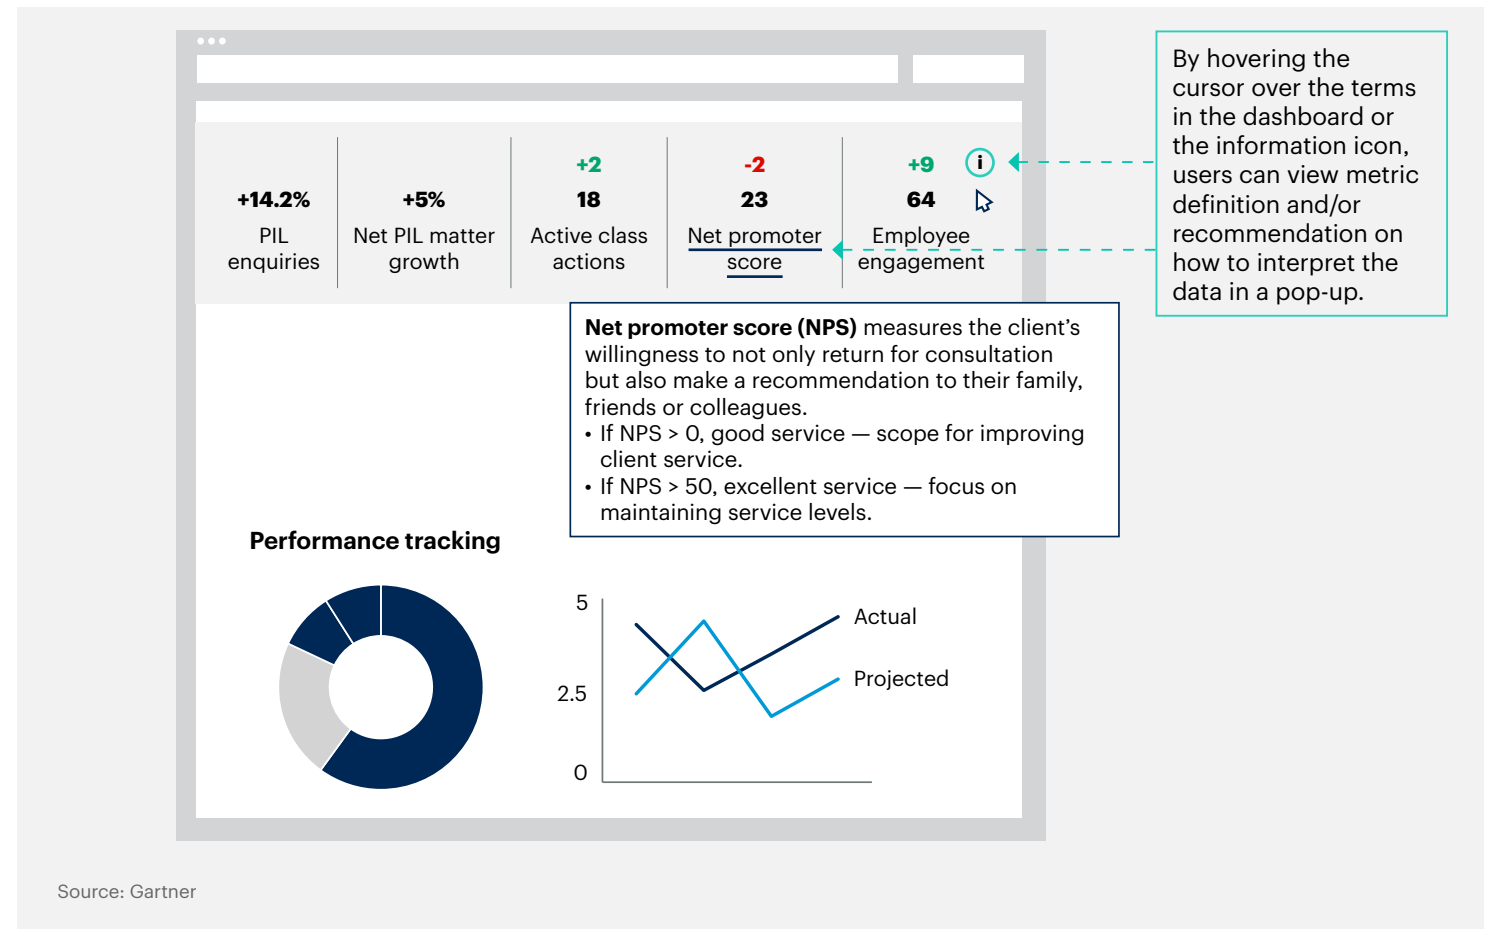 By hovering the
cursor over the terms
in the dashboard or
the information icon,
users can view metric
definition and/or
recommendation on
how to interpret the
data in a pop-up.
+14.2%
PIL
enquiries
+5%
Net PIL matter
growth
+2
18
Active class
actions
-2
23
Net promoter
score
+9
i
64
Employee
engagement
Net promoter score (NPS) measures the client’s
willingness to not only return for consultation
but also make a recommendation to their family,
friends or colleagues.
• If NPS > 0, good service — scope for improving
client service.
• If NPS > 50, excellent service — focus on
maintaining service levels.
Performance tracking
5
2.5
0
Actual
Projected
Source: Gartner